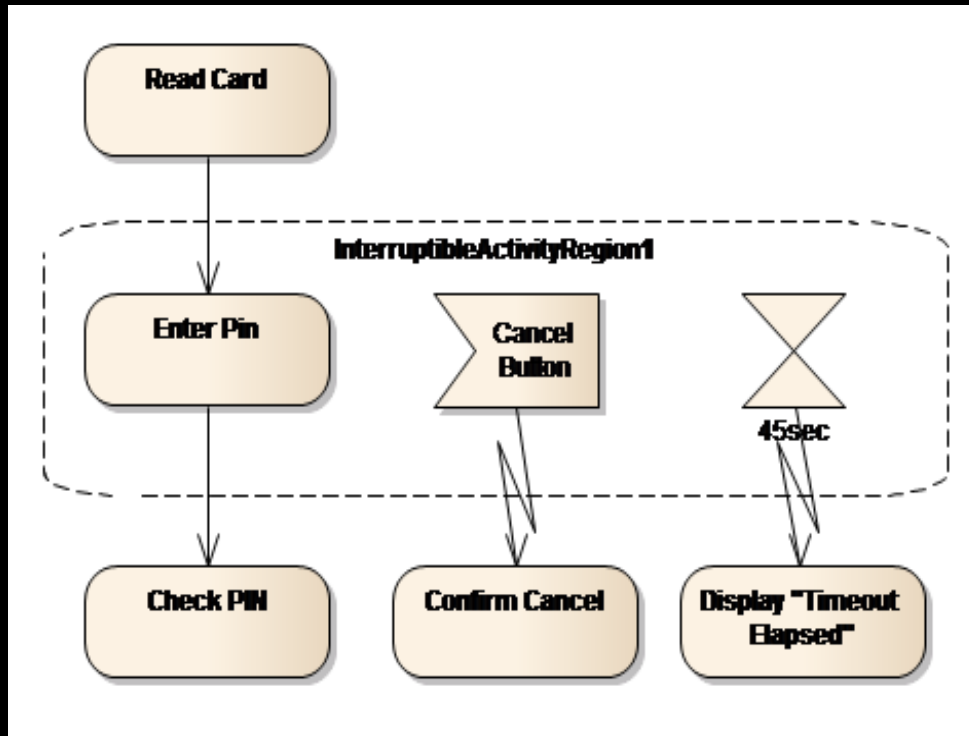 Read Card
InterruptibleActivityRegion1
Enter Pin
Cancel
Button
45sec
Check PIN
Confirm Cancel
Display "Timeout
Elapsed"